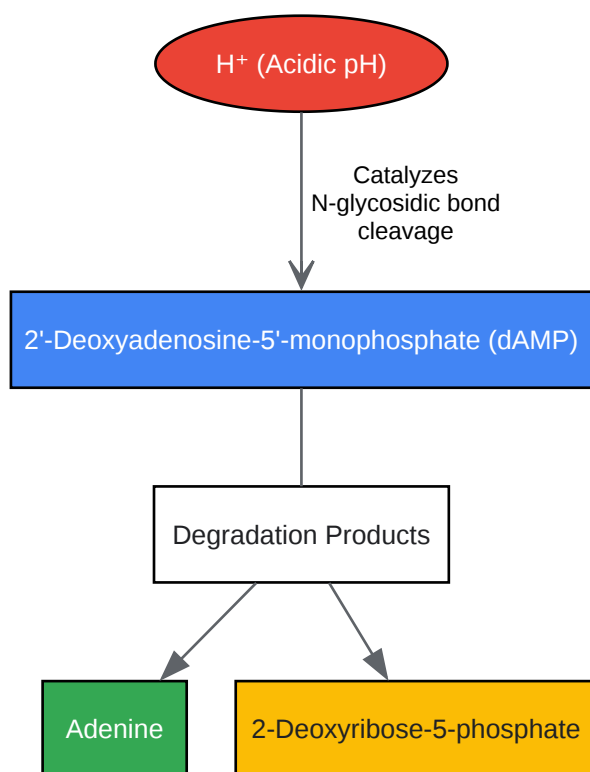 H⁺ (Acidic pH)
Catalyzes
N-glycosidic bond
cleavage
2'-Deoxyadenosine-5'-monophosphate (dAMP)
Degradation Products
Adenine
2-Deoxyribose-5-phosphate